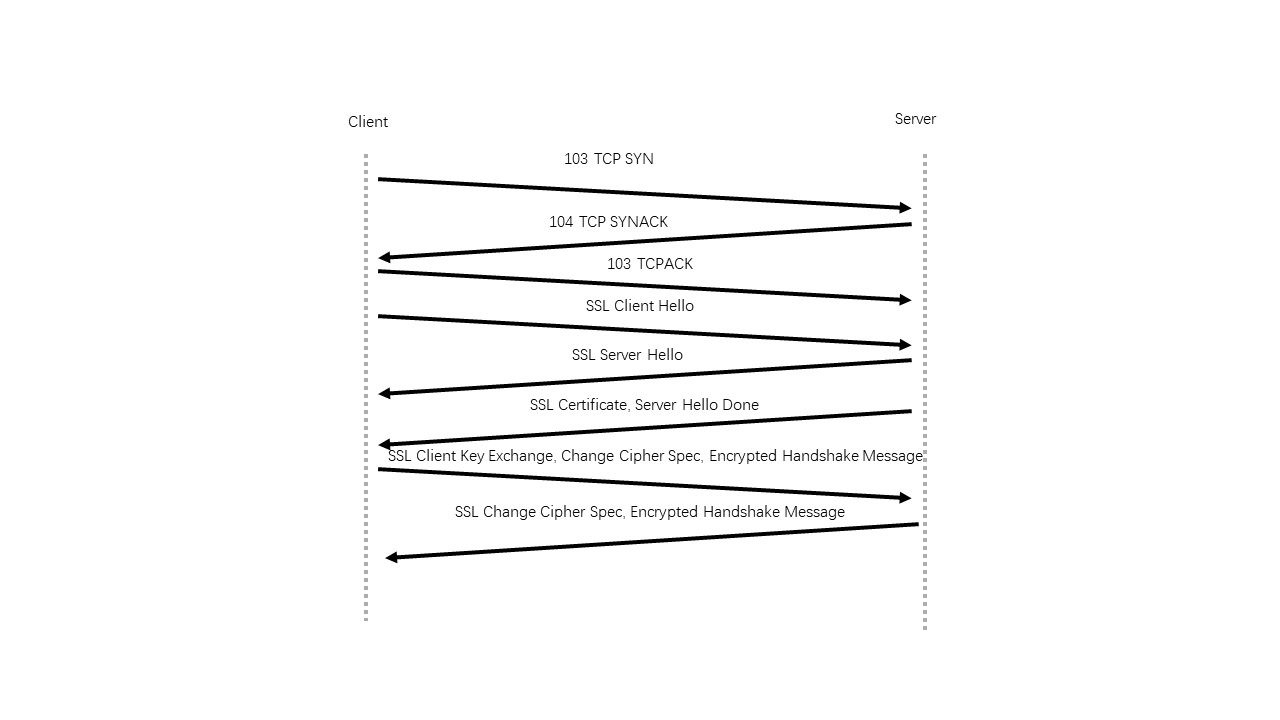 Client
Server
103 TCP SYN
104 TCP SYNACK
103 TCPACK
SSL Client Hello
SSL Server Hello
SSL Certificate, Server Hello Done
SSL Client Key Exchange, Change Cipher Spec, Encrypted Handshake Message
SSL Change Cipher Spec, Encrypted Handshake Message